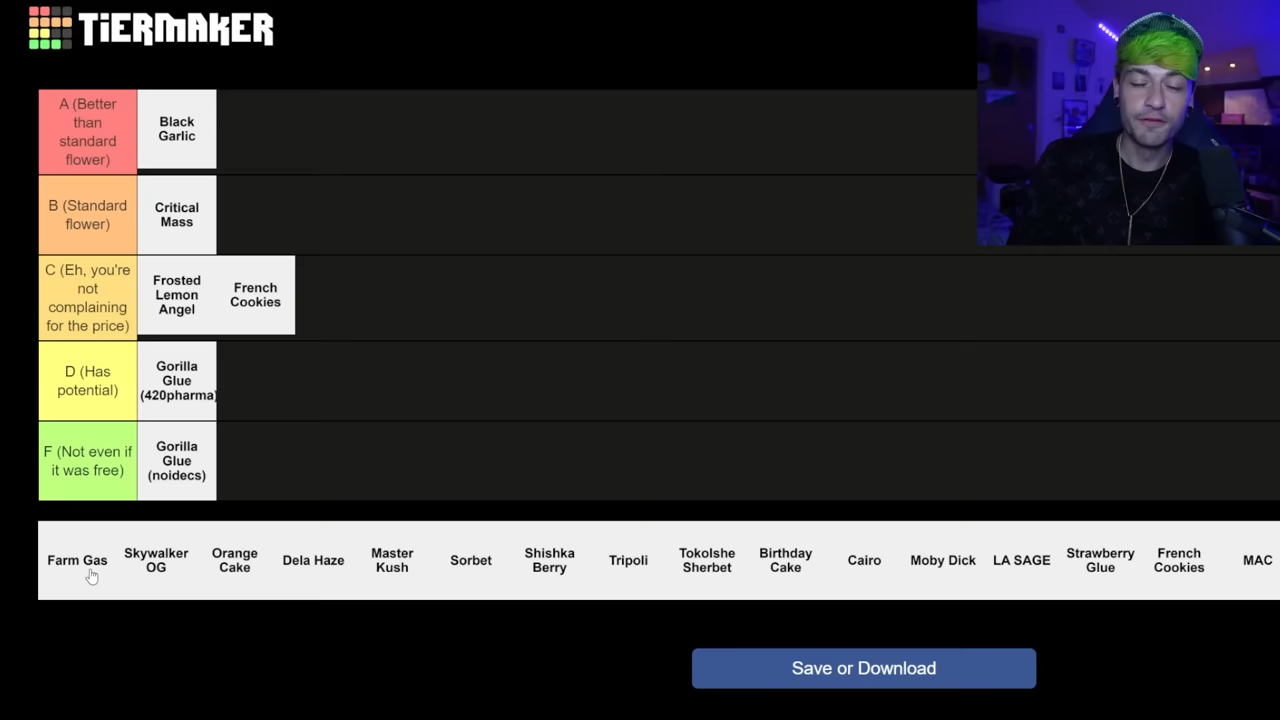 TiERMAKER
A (Better
than
standard
flower)
Black
Garlic
B (Standard
flower)
Critical
Mass
C (Eh, you're
not
complaining
for the price)
Frosted
Lemon
Angel
French
Cookies
D (Has
potential)
Gorilla
Glue
(420pharma)
F (Not even if
it was free)
Gorilla
Glue
(noidecs)
Farm Gas
Skywalker
OG
Orange
Cake
Dela Haze
Master
Kush
Sorbet
Shishka
Berry
Tripoli
Tokolshe
Sherbet
Birthday
Cake
Cairo
Moby Dick
LA SAGE
Strawberry
Glue
French
Cookies
MAC
Save or Download